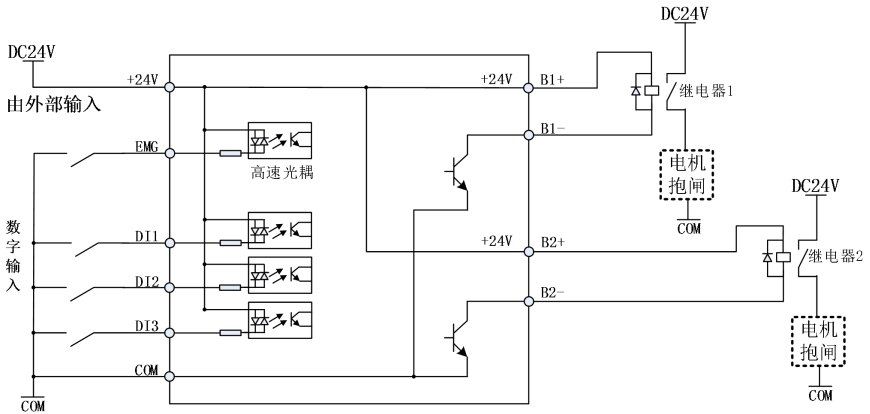 DC24V
由外部输入
+24V
EMG
数字输入
DI1
DI2
DI3
COM
COM
高速光耦
+24V
B1+
B1-
+24V
B2+
B2-
DC24V
继电器1
电机
抱闸
COM
DC24V
继电器2
电机
抱闸
COM